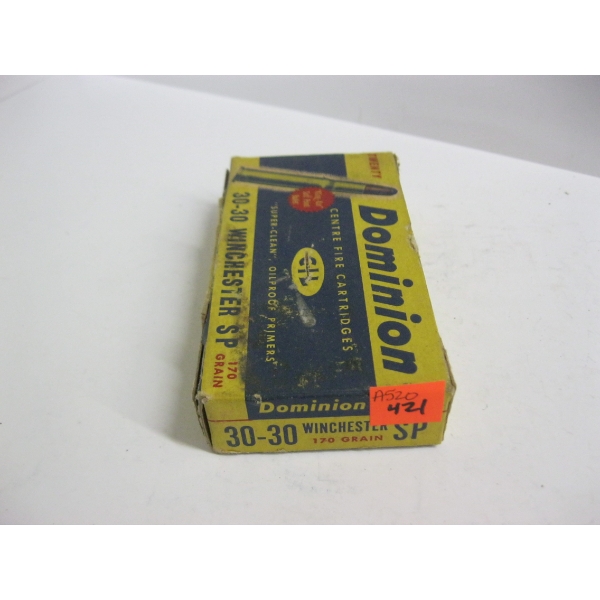 TWENTY
Dominion
CENTRE FIRE CARTRIDGES
CIL
"SUPER-CLEAN" OILPROOF PRIMERS
30-30 WINCHESTER SP
170
GRAIN
Dominion
A520
421
30-30 WINCHESTER SP
170 GRAIN